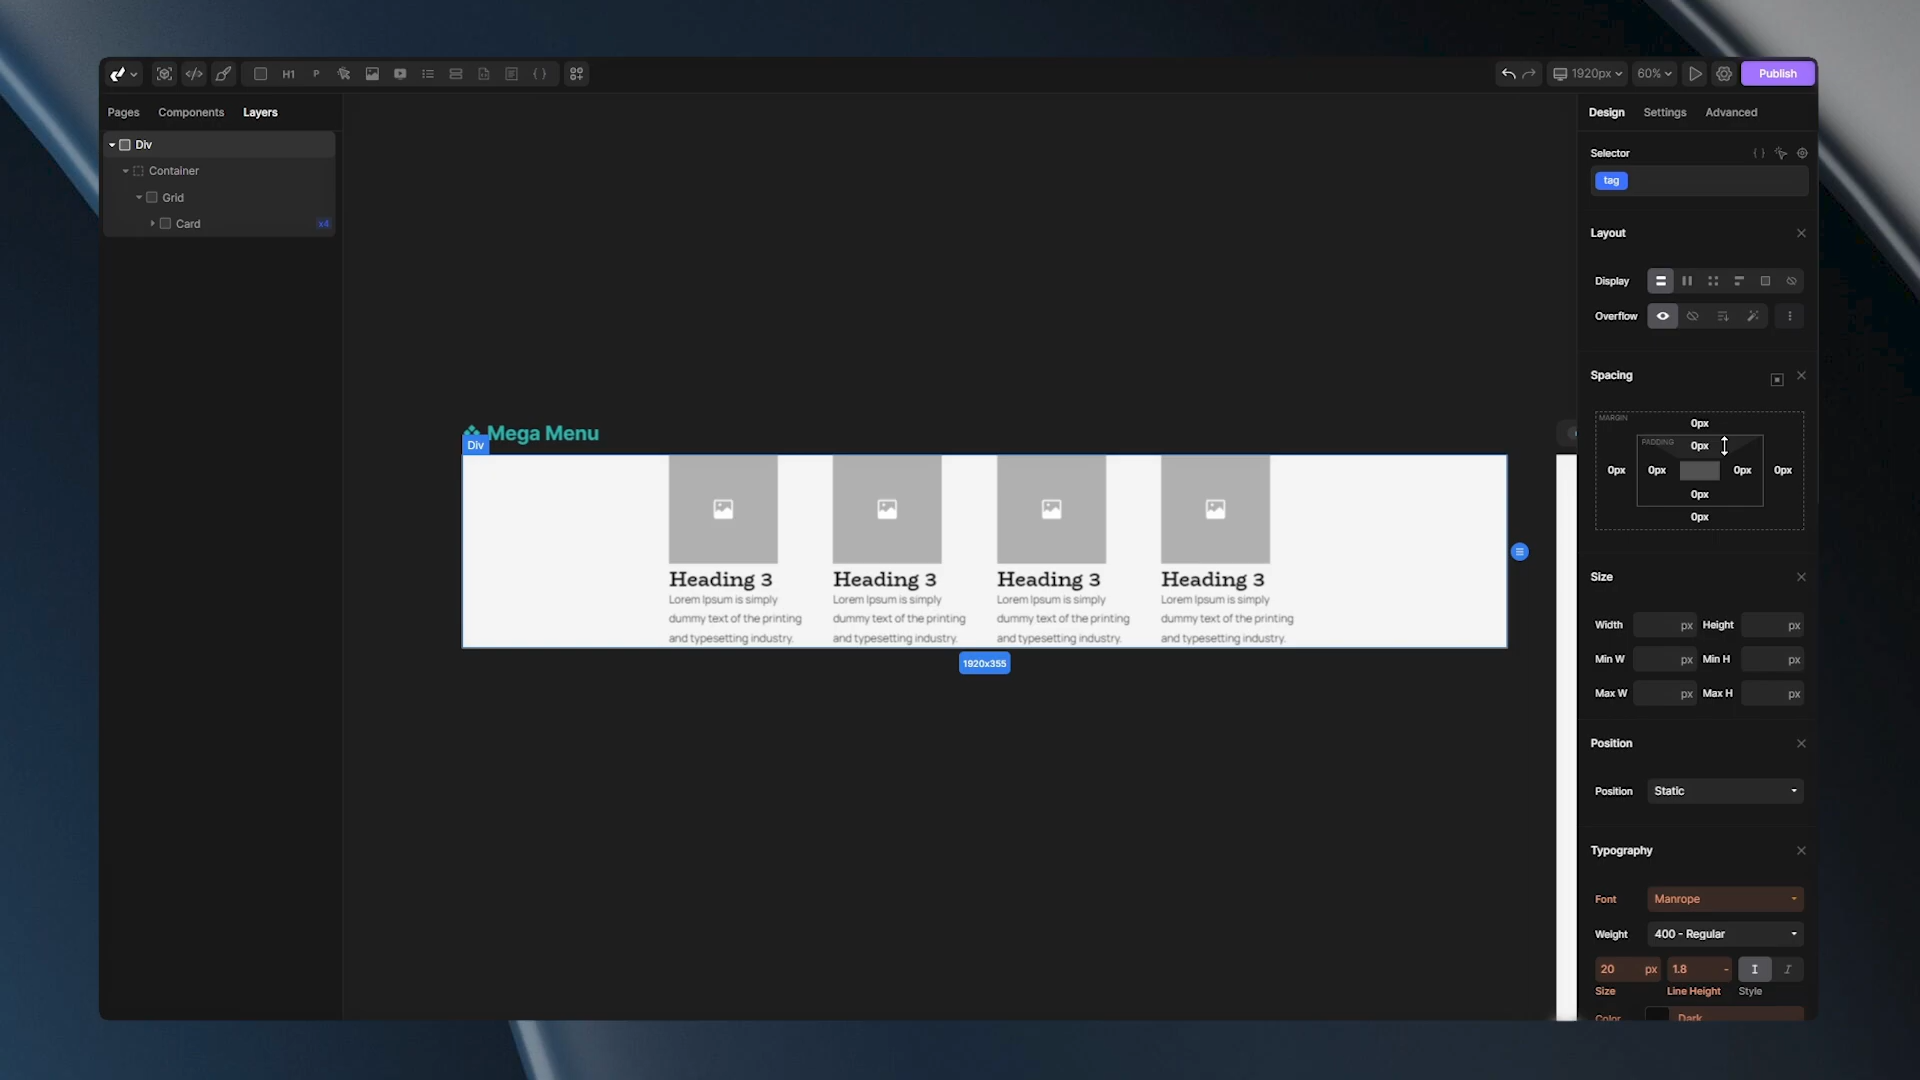 H1
P
1920px
60%
Publish
Pages
Components
Layers
Div
Container
Grid
Card
x4
Mega Menu
Div
Heading 3
Lorem Ipsum is simply
dummy text of the printing
and typesetting industry.
Heading 3
Lorem Ipsum is simply
dummy text of the printing
and typesetting industry.
Heading 3
Lorem Ipsum is simply
dummy text of the printing
and typesetting industry.
Heading 3
Lorem Ipsum is simply
dummy text of the printing
and typesetting industry.
1920x355
Design
Settings
Advanced
Selector
tag
Layout
Display
Overflow
Spacing
MARGIN
0px
PADDING
0px
0px
0px
0px
0px
0px
0px
Size
Width
px
Height
px
Min W
px
Min H
px
Max W
px
Max H
px
Position
Position
Static
Typography
Font
Manrope
Weight
400 - Regular
20
px
1.8
-
Size
Line Height
Style
Color
Dark